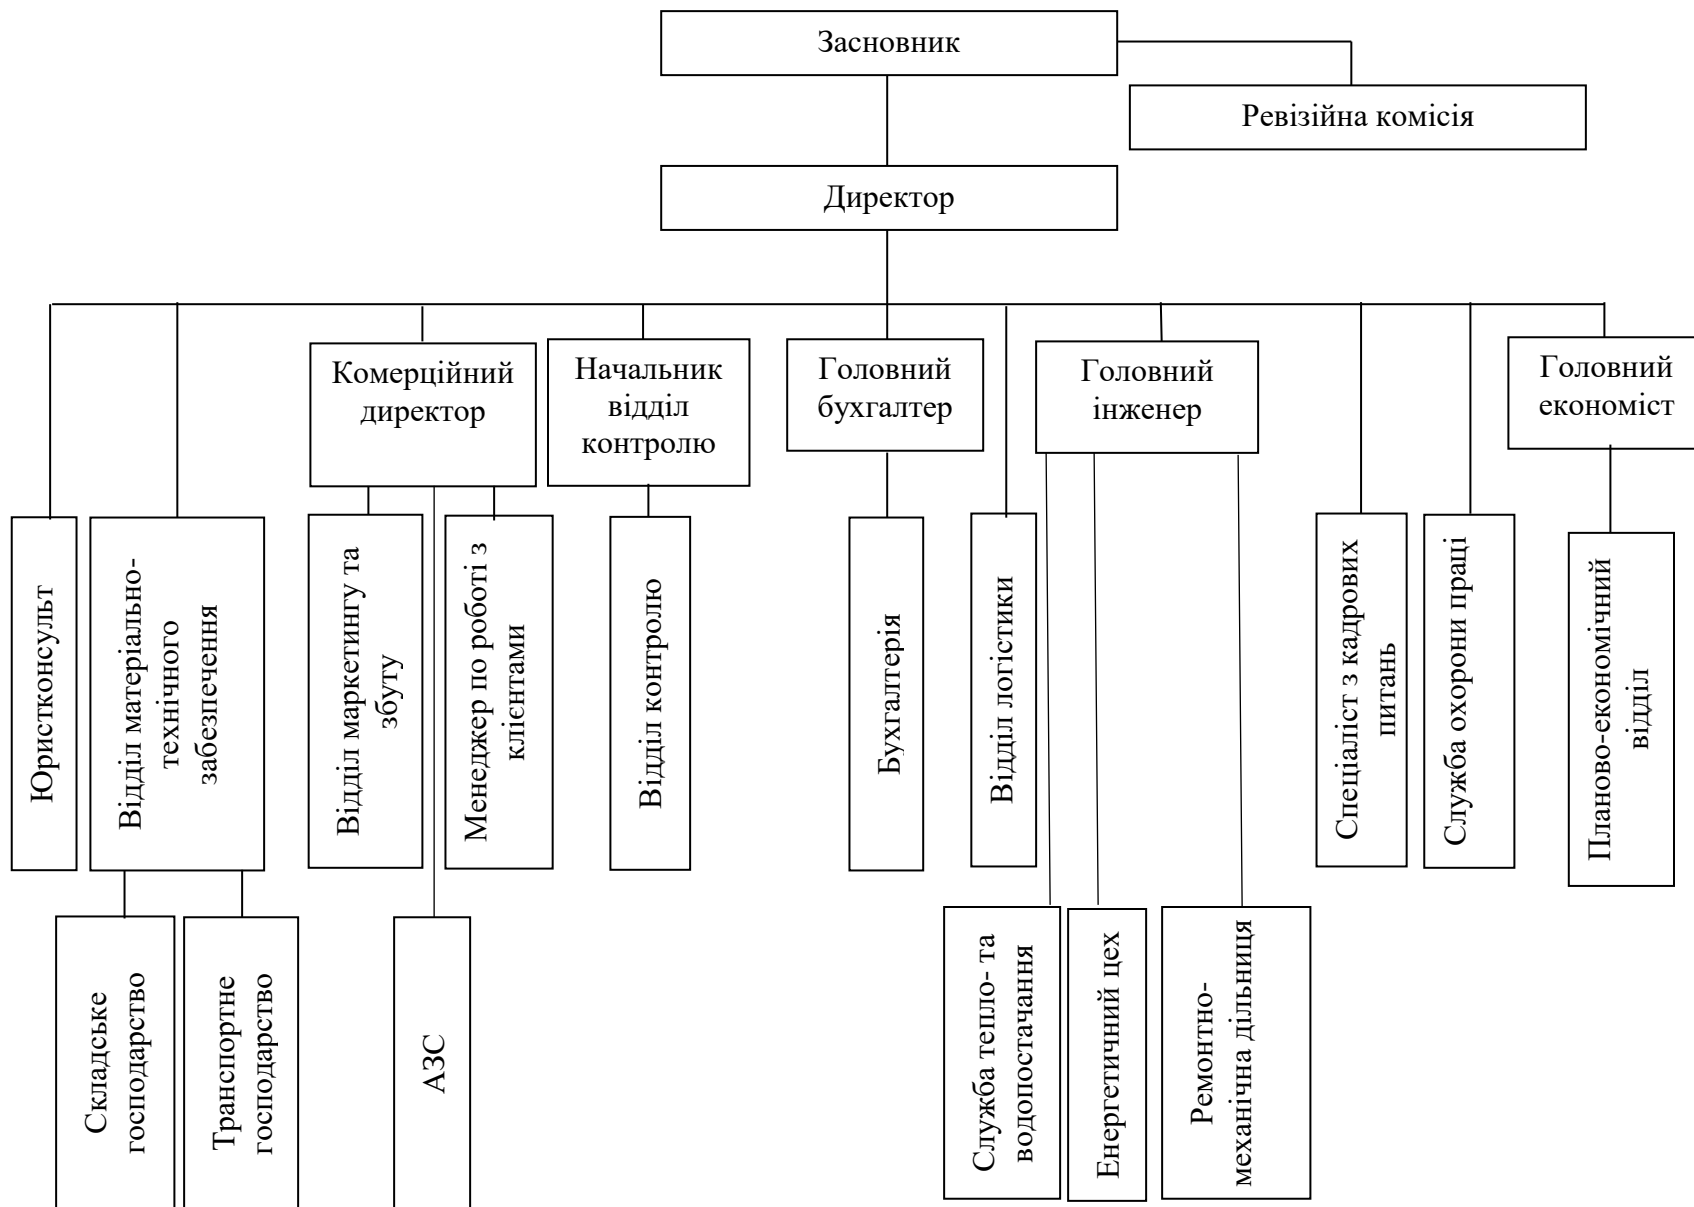 Засновник
Ревізійна комісія
Директор
Комерційний
директор
Начальник
відділ
контролю
Головний
бухгалтер
Головний
інженер
Головний
економіст
Юристконсульт
Відділ матеріально-
технічного
забезпечення
Відділ маркетингу та
збуту
Менеджер по роботі з
клієнтами
Відділ контролю
Бухгалтерія
Відділ логістики
Спеціаліст з кадрових
питань
Служба охорони праці
Планово-економічний
відділ
Складське
господарство
Транспортне
господарство
АЗС
Служба тепло- та
водопостачання
Енергетичний цех
Ремонтно-
механічна дільниця